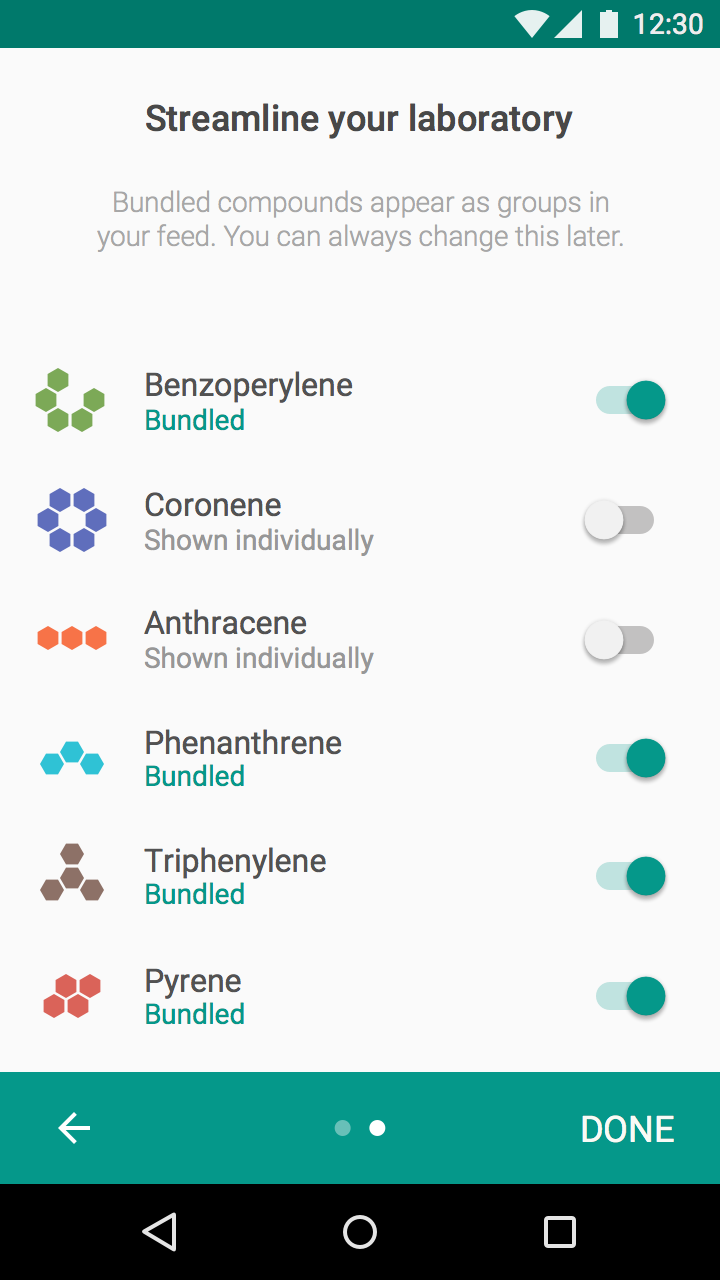 12:30
Streamline your laboratory
Bundled compounds appear as groups in
your feed. You can always change this later.
Benzoperylene
Bundled
Coronene
Shown individually
Anthracene
Shown individually
Phenanthrene
Bundled
Triphenylene
Bundled
Pyrene
Bundled
DONE